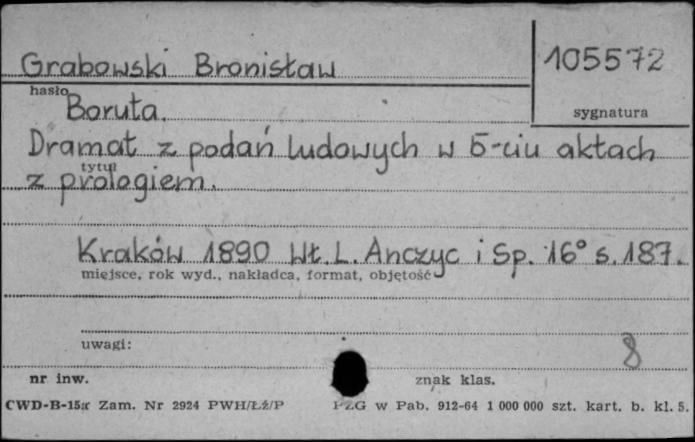 Grabowski Bronisław
105572
hasło
Boruta.
sygnatura
Dramat z podań ludowych w 5-ciu aktach
tytuł
z prologiem.
Kraków 1890 Wł. L. Anczyc i Sp. 16° s. 187.
miejsce, rok wyd., nakładca, format, objętość
uwagi:
8
nr inw.
znak klas.
CWD-B-15 Zam. Nr 2924 PWH/Łż/P
PZG w Pab. 912-64 1 000 000 szt. kart. b. kl. 5.